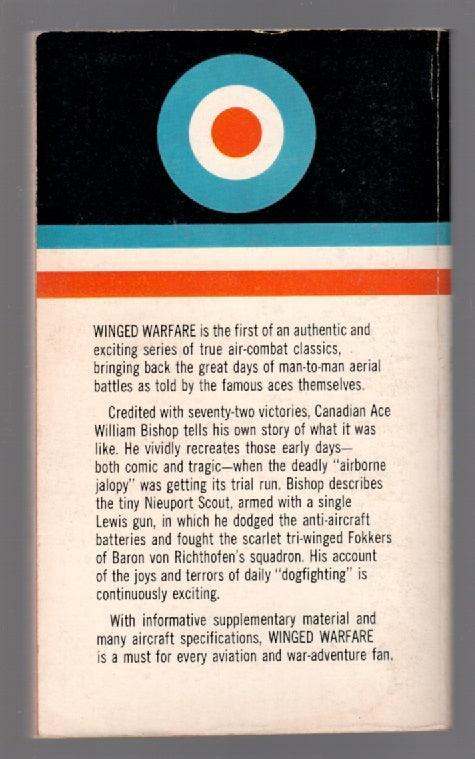 WINGED WARFARE is the first of an authentic and
exciting series of true air-combat classics,
bringing back the great days of man-to-man aerial
battles as told by the famous aces themselves.
Credited with seventy-two victories, Canadian Ace
William Bishop tells his own story of what it was
like. He vividly recreates those early days—
both comic and tragic—when the deadly "airborne
jalopy" was getting its trial run. Bishop describes
the tiny Nieuport Scout, armed with a single
Lewis gun, in which he dodged the anti-aircraft
batteries and fought the scarlet tri-winged Fokkers
of Baron von Richthofen's squadron. His account
of the joys and terrors of daily "dogfighting" is
continuously exciting.
With informative supplementary material and
many aircraft specifications, WINGED WARFARE
is a must for every aviation and war-adventure fan.